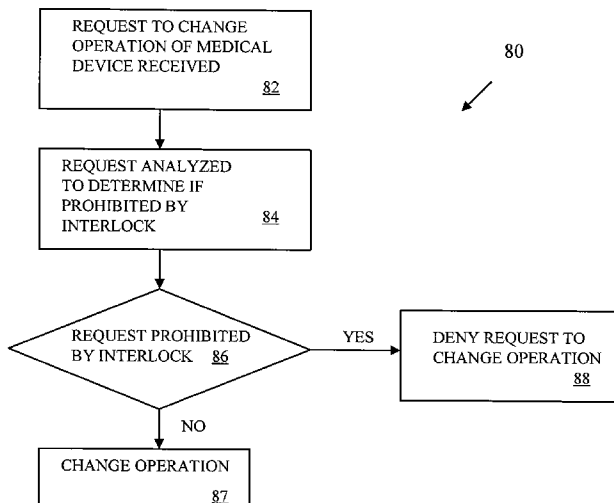 REQUEST TO CHANGE
OPERATION OF MEDICAL
DEVICE RECEIVED
82
80
REQUEST ANALYZED
TO DETERMINE IF
PROHIBITED BY
INTERLOCK 84
REQUEST PROHIBITED
BY INTERLOCK 86
YES
DENY REQUEST TO
CHANGE OPERATION
88
NO
CHANGE OPERATION
87